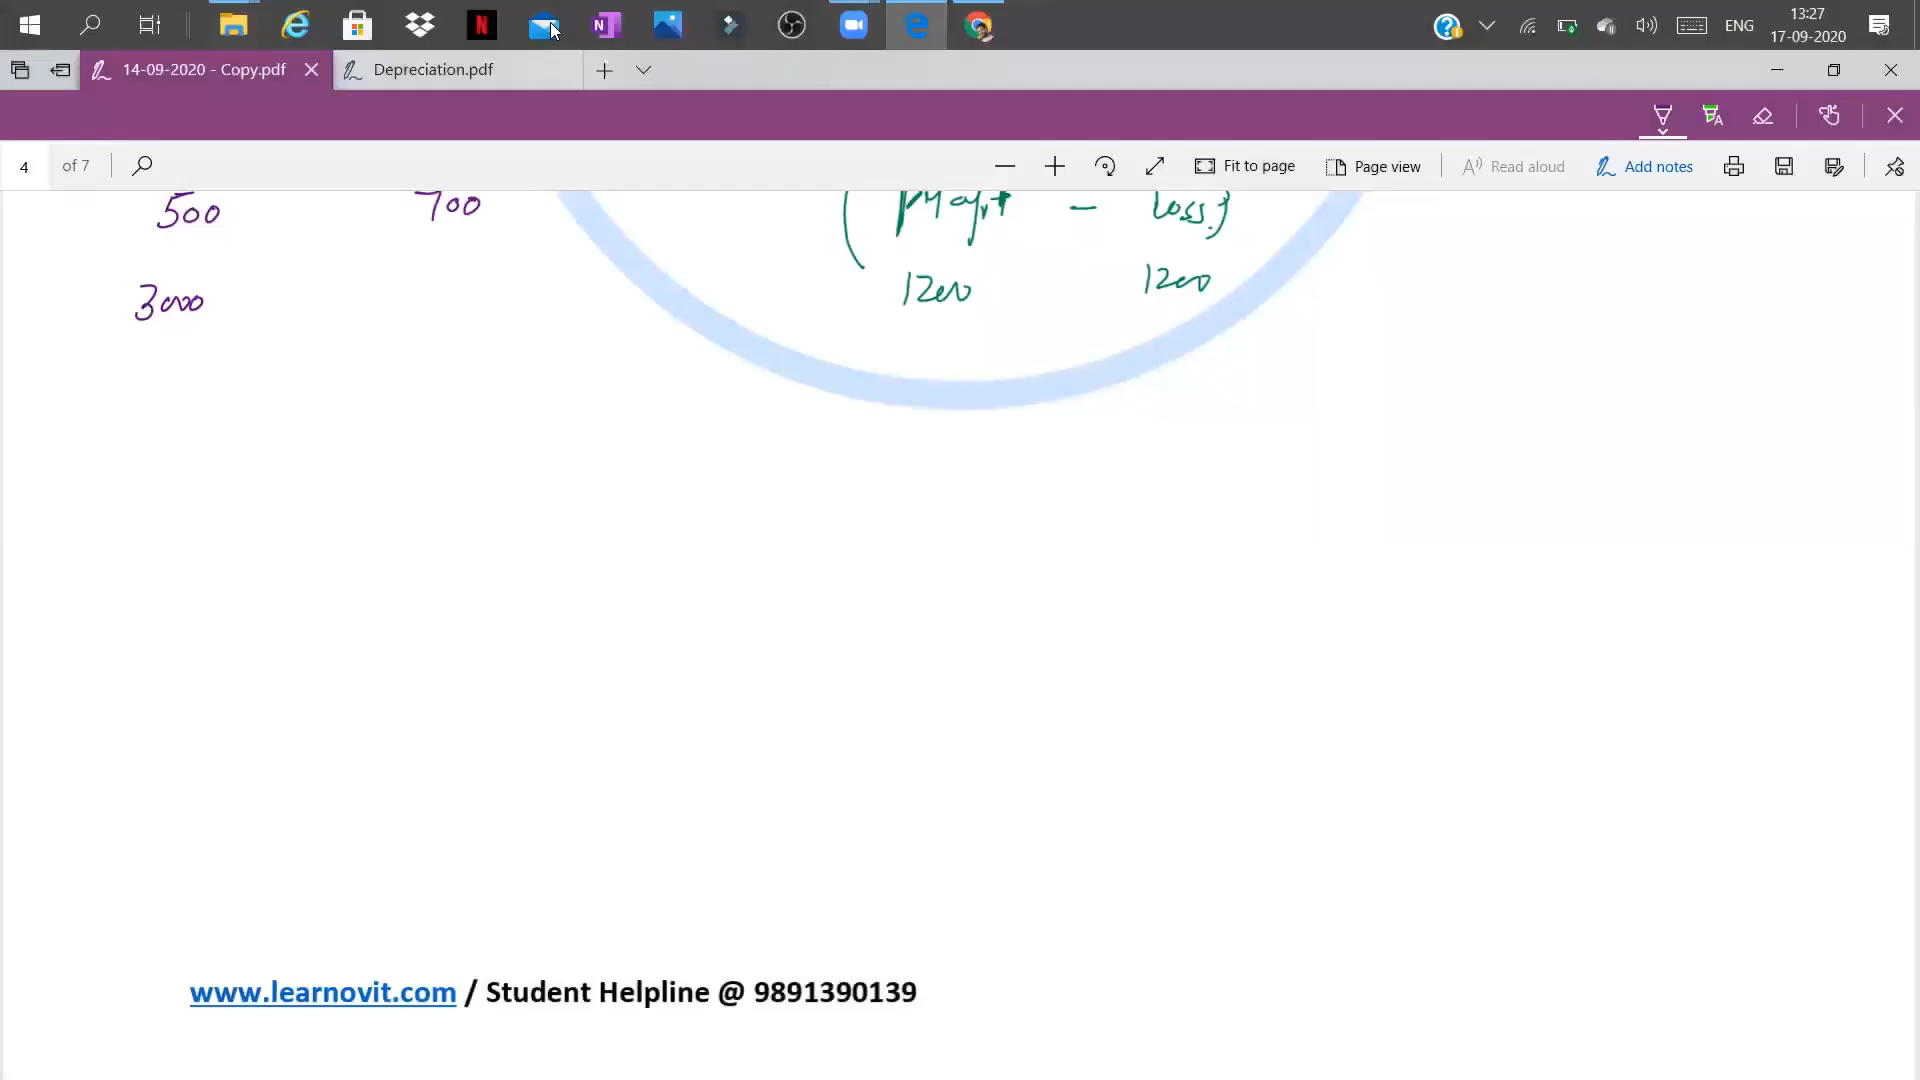 13:27
ENG
17-09-2020
14-09-2020 - Copy.pdf
Depreciation.pdf
4 of 7
Fit to page
Page view
Read aloud
Add notes
500 700
( Profit - Loss)
3000
1200 1200
www.learnovit.com / Student Helpline @ 9891390139